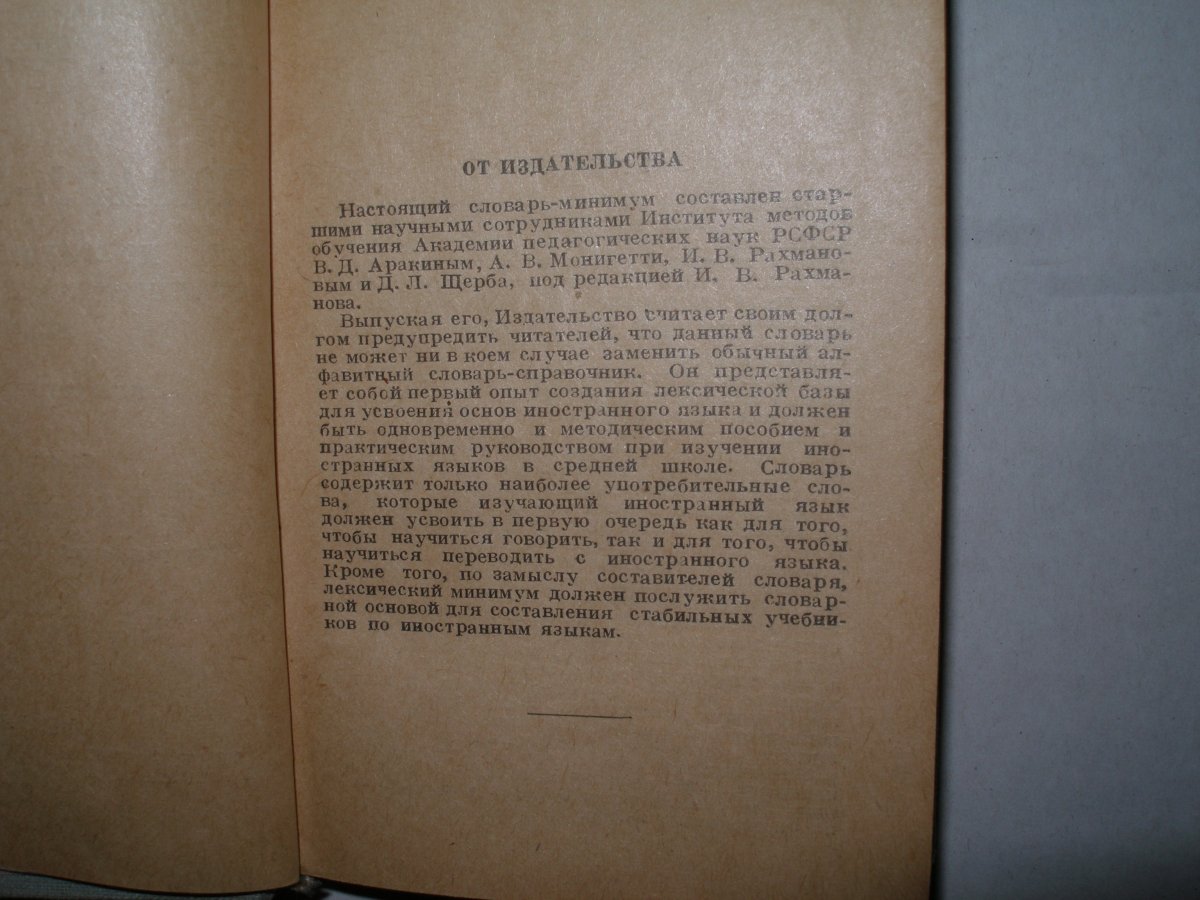 ОТ ИЗДАТЕЛЬСТВА
Настоящий словарь-минимум составлен стар-
шими научными сотрудниками Института методов
обучения Академии педагогических наук РСФСР
В. Д. Аракиным, А. В. Монигетти, И. В. Рахмано-
вым и Д. Л. Щерба, под редакцией И. В. Рахма-
нова.
Выпуская его, Издательство считает своим дол-
гом предупредить читателей, что данный словарь
не может ни в коем случае заменить обычный ал-
фавитный словарь-справочник. Он представля-
ет собой первый опыт создания лексической базы
для усвоения основ иностранного языка и должен
быть одновременно и методическим пособием и
практическим руководством при изучении ино-
странных языков в средней школе. Словарь
содержит только наиболее употребительные сло-
ва, которые изучающий иностранный язык
должен усвоить в первую очередь как для того,
чтобы научиться говорить, так и для того, чтобы
научиться переводить с иностранного языка.
Кроме того, по замыслу составителей словаря,
лексический минимум должен послужить словар-
ной основой для составления стабильных учебни-
ков по иностранным языкам.